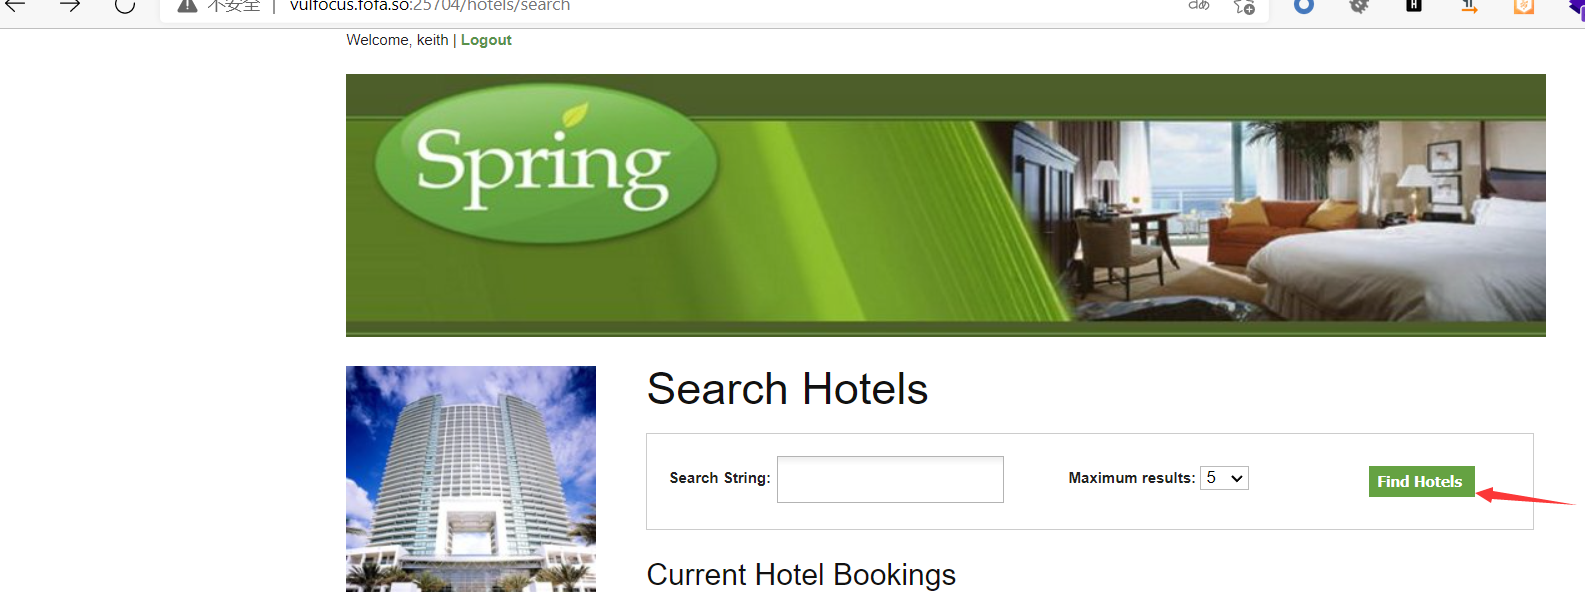 不安全 | vulfocus.fofa.so:25704/hotels/search
Welcome, keith | Logout
Spring
Search Hotels
Search String:
Maximum results: 5
Find Hotels
Current Hotel Bookings